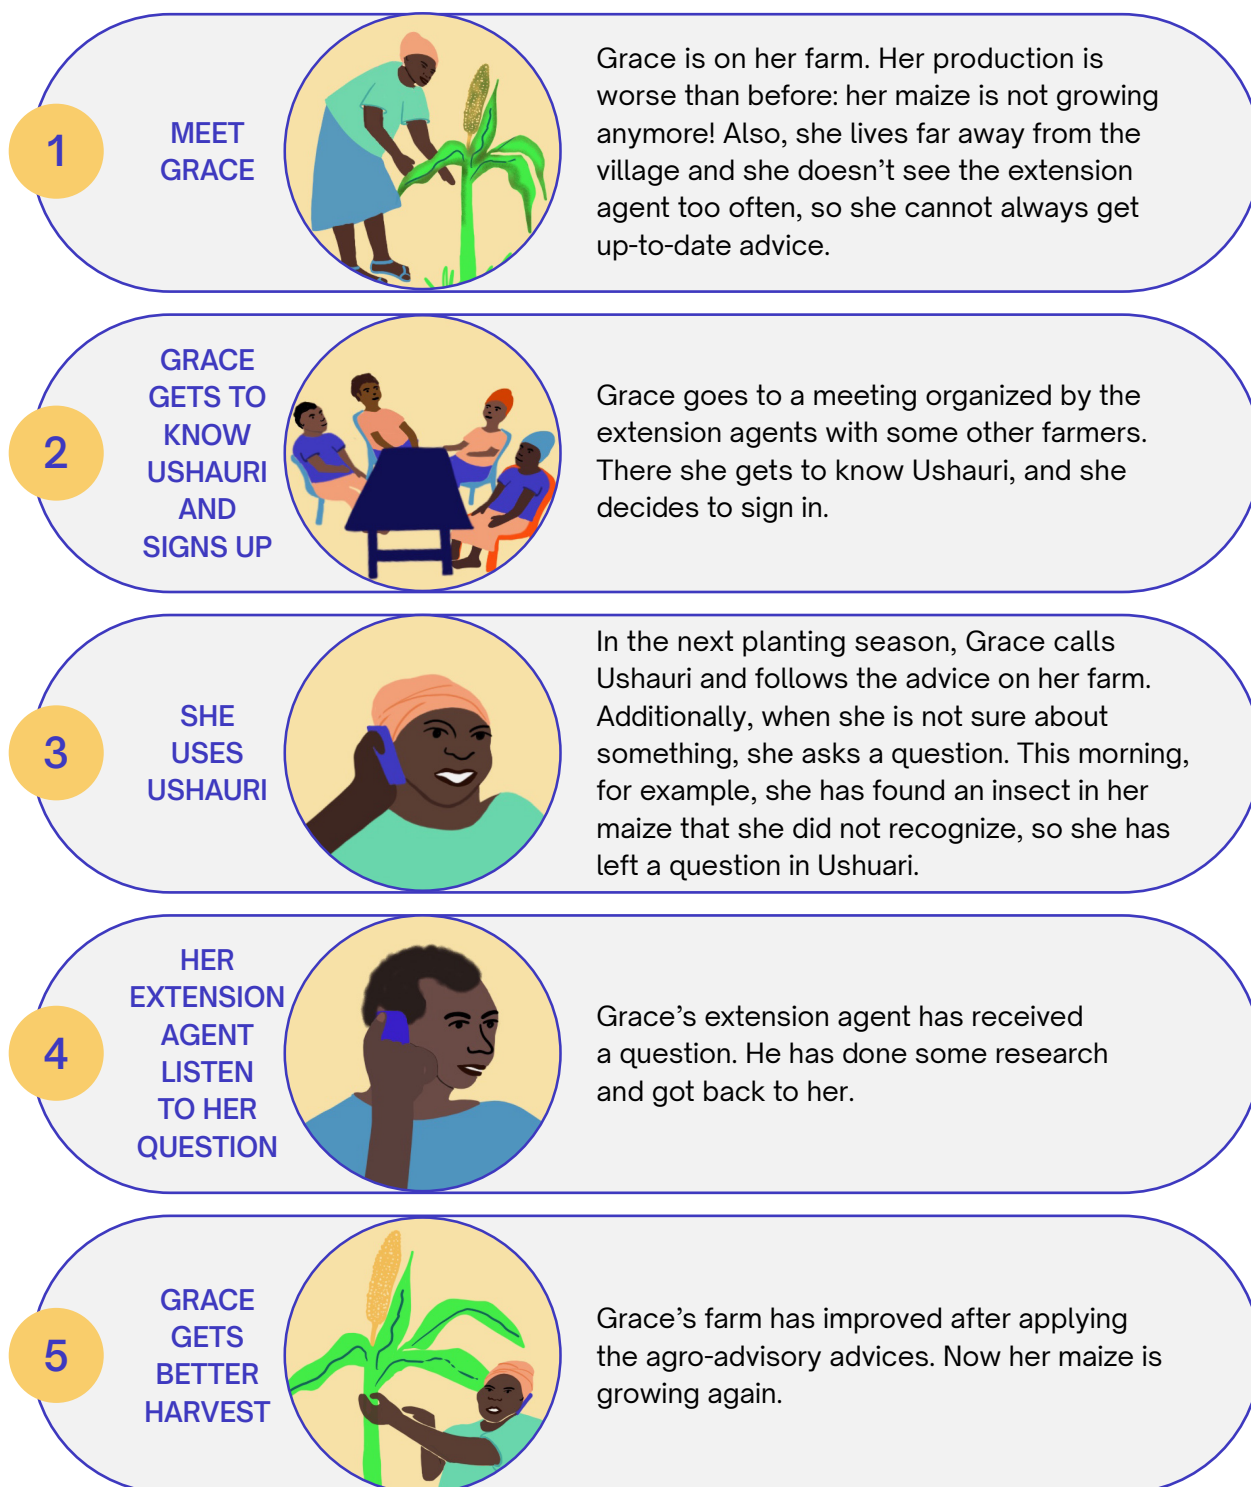 1
MEET
GRACE
Grace is on her farm. Her production is
worse than before: her maize is not growing
anymore! Also, she lives far away from the
village and she doesn’t see the extension
agent too often, so she cannot always get
up-to-date advice.
2
GRACE
GETS TO
KNOW
USHAURI
AND
SIGNS UP
Grace goes to a meeting organized by the
extension agents with some other farmers.
There she gets to know Ushauri, and she
decides to sign in.
3
SHE
USES
USHAURI
In the next planting season, Grace calls
Ushauri and follows the advice on her farm.
Additionally, when she is not sure about
something, she asks a question. This morning,
for example, she has found an insect in her
maize that she did not recognize, so she has
left a question in Ushuari.
4
HER
EXTENSION
AGENT
LISTEN
TO HER
QUESTION
Grace’s extension agent has received
a question. He has done some research
and got back to her.
5
GRACE
GETS
BETTER
HARVEST
Grace’s farm has improved after applying
the agro-advisory advices. Now her maize is
growing again.